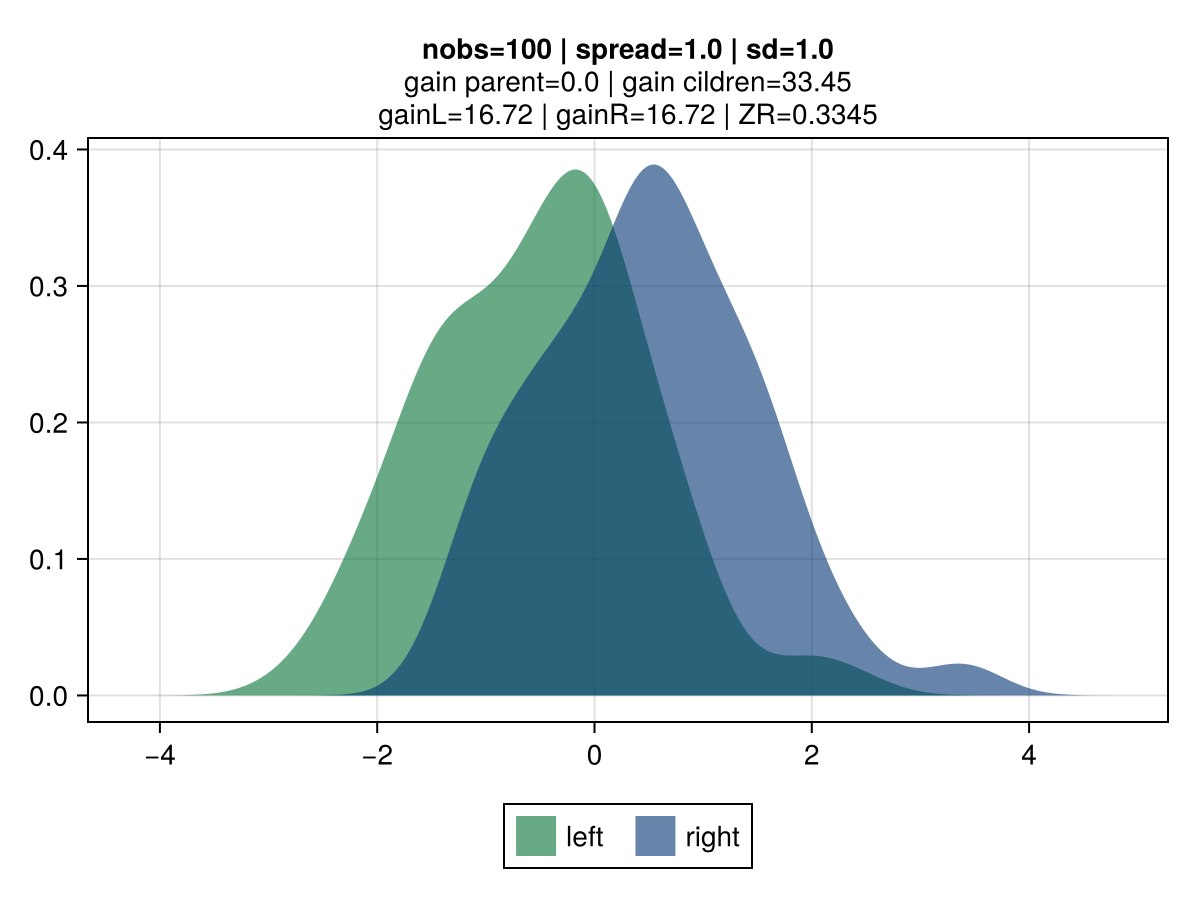 nobs=100 | spread=1.0 | sd=1.0
gain parent=0.0 | gain cildren=33.45
gainL=16.72 | gainR=16.72 | ZR=0.3345
0.4
0.3
0.2
0.1
0.0
−4 −2 0 2 4
left right